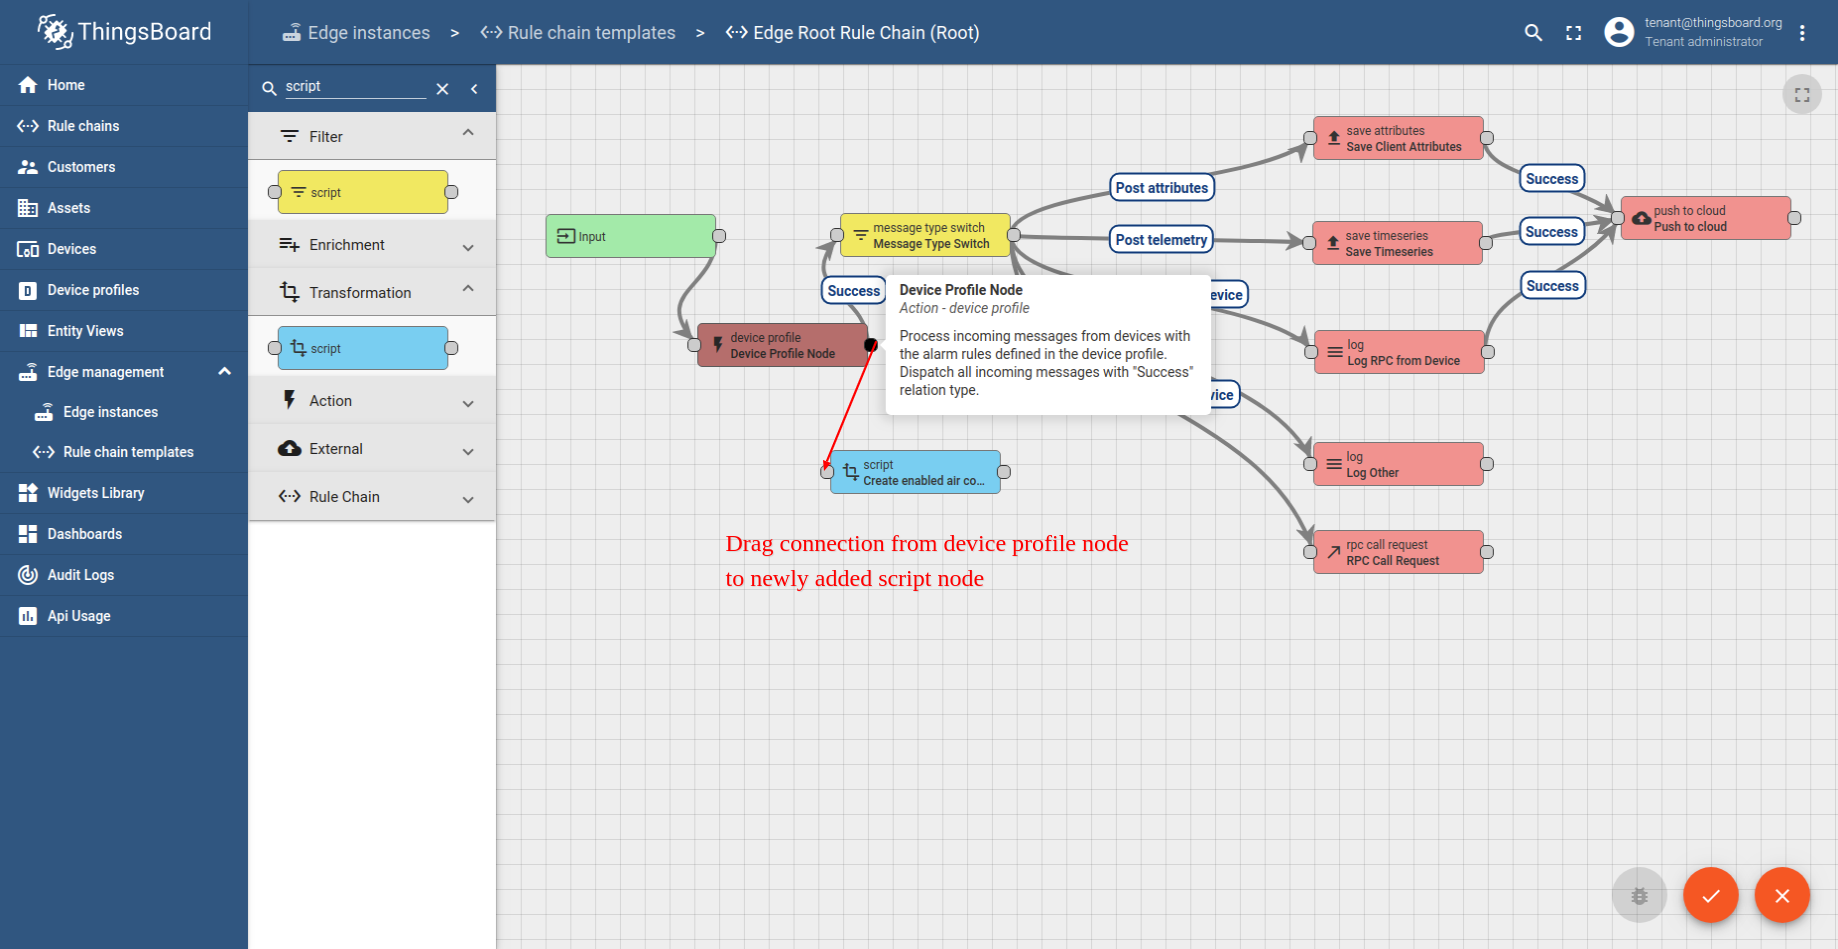 ThingsBoard
Edge instances > Rule chain templates > Edge Root Rule Chain (Root)
tenant@thingsboard.org
Tenant administrator
Home
Rule chains
Customers
Assets
Devices
Device profiles
Entity Views
Edge management
Edge instances
Rule chain templates
Widgets Library
Dashboards
Audit Logs
Api Usage
script
Filter
script
Enrichment
Transformation
script
Action
External
Rule Chain
Input
device profile
Device Profile Node
Success
message type switch
Message Type Switch
Device Profile Node
Action - device profile
Process incoming messages from devices with
the alarm rules defined in the device profile.
Dispatch all incoming messages with "Success"
relation type.
script
Create enabled air co...
Drag connection from device profile node
to newly added script node
Post attributes
Post telemetry
evice
vice
save attributes
Save Client Attributes
save timeseries
Save Timeseries
log
Log RPC from Device
log
Log Other
rpc call request
RPC Call Request
Success
Success
Success
push to cloud
Push to cloud